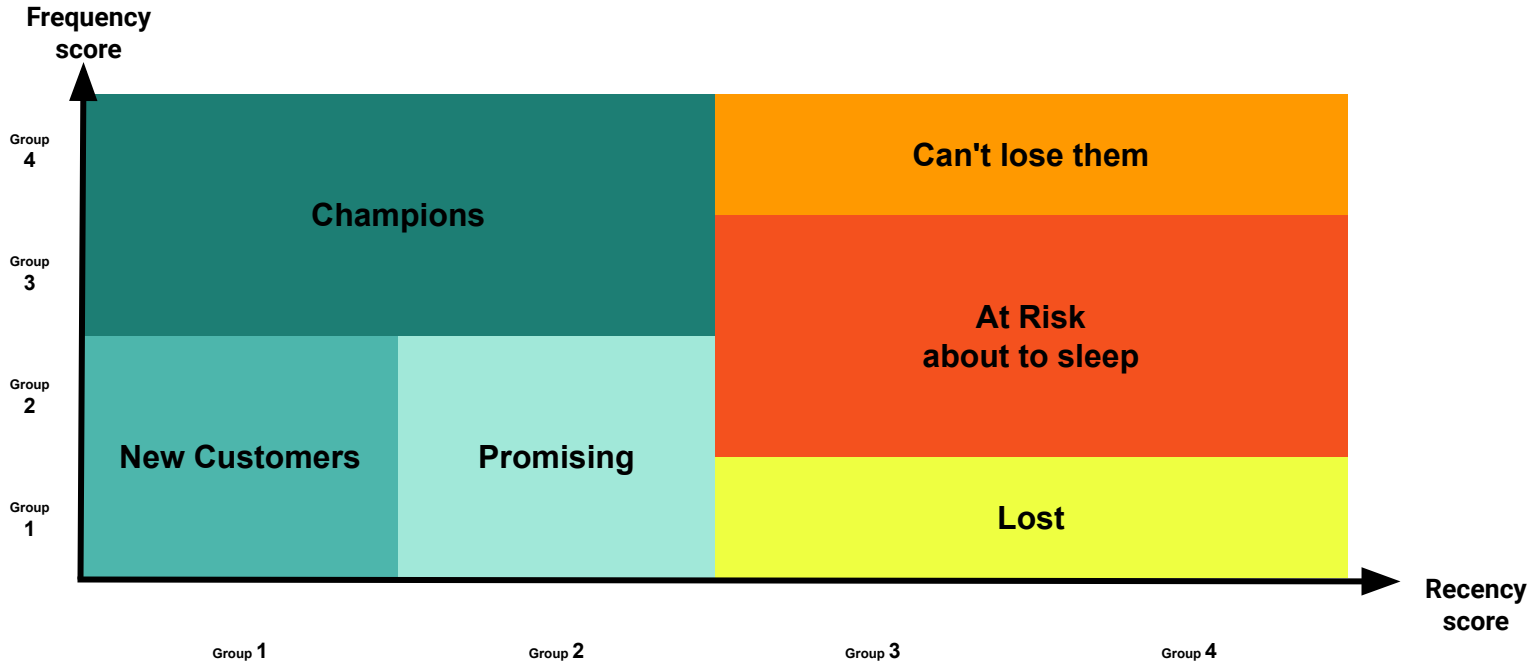 Frequency
score
Group
4
Can't lose them
Champions
Group
3
At Risk
about to sleep
Group
2
New Customers
Promising
Group
1
Lost
Recency
score
Group 1
Group 2
Group 3
Group 4